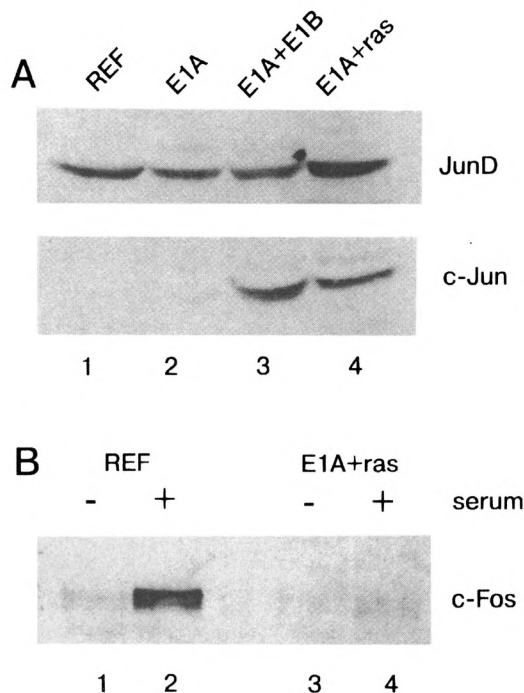 A
REF E1A E1A+E1B E1A+ras
JunD
c-Jun
1 2 3 4
B
REF E1A+ras
- + - + serum
c-Fos
1 2 3 4